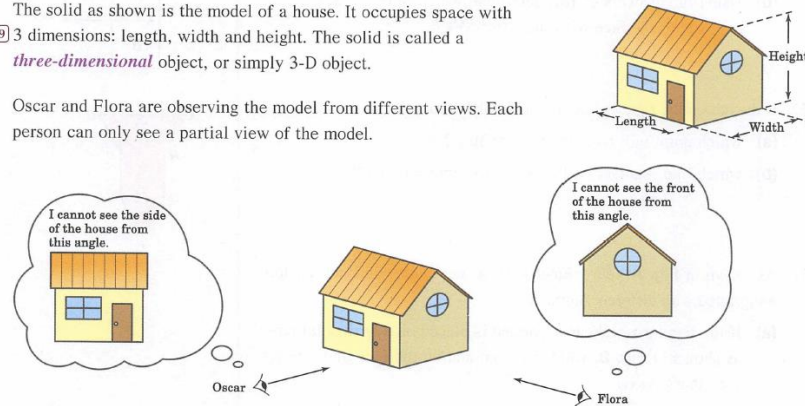 The solid as shown is the model of a house. It occupies space with
9 3 dimensions: length, width and height. The solid is called a
three-dimensional object, or simply 3-D object.
Height
Length
Width
Oscar and Flora are observing the model from different views. Each
person can only see a partial view of the model.
I cannot see the side
of the house from
this angle.
I cannot see the front
of the house from
this angle.
Oscar
Flora